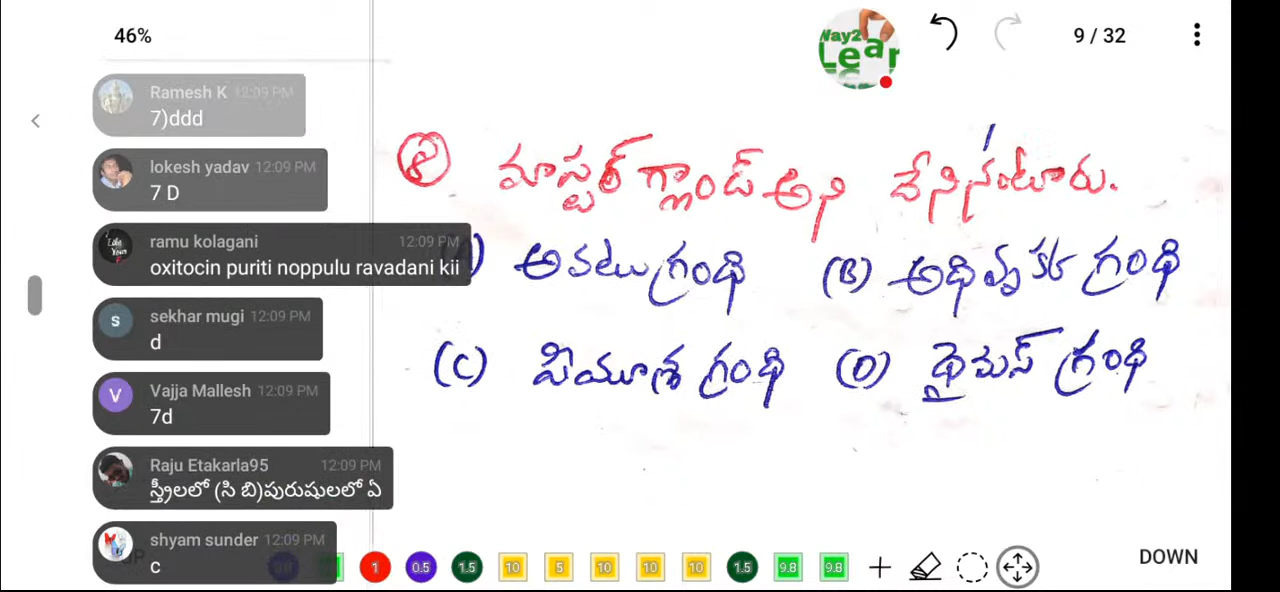 46%
Way2
Lear
9 / 32
Ramesh K 12:09 PM
7)ddd
lokesh yadav 12:09 PM
7 D
ramu kolagani 12:09 PM
oxitocin puriti noppulu ravadani kii
s
sekhar mugi 12:09 PM
d
V
Vajja Mallesh 12:09 PM
7d
Raju Etakarla95 12:09 PM
స్త్రీలలో (సి బి)పురుషులలో ఏ
shyam sunder 12:09 PM
c
8 మాస్టర్ గ్లాండ్ అని దేనినంటారు.
) అవటుగ్రంథి (B) అధివృక్క గ్రంథి
(C) పియూష గ్రంథి (D) థైమస్ గ్రంథి
1 0.5 1.5 10 5 10 10 10 1.5 9.8 9.8
DOWN